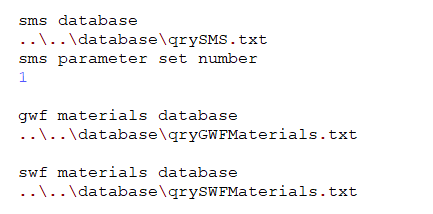 sms database
..\..\database\qrySMS.txt
sms parameter set number
1
gwf materials database
..\..\database\qryGWFMaterials.txt
swf materials database
..\..\database\qrySWFMaterials.txt